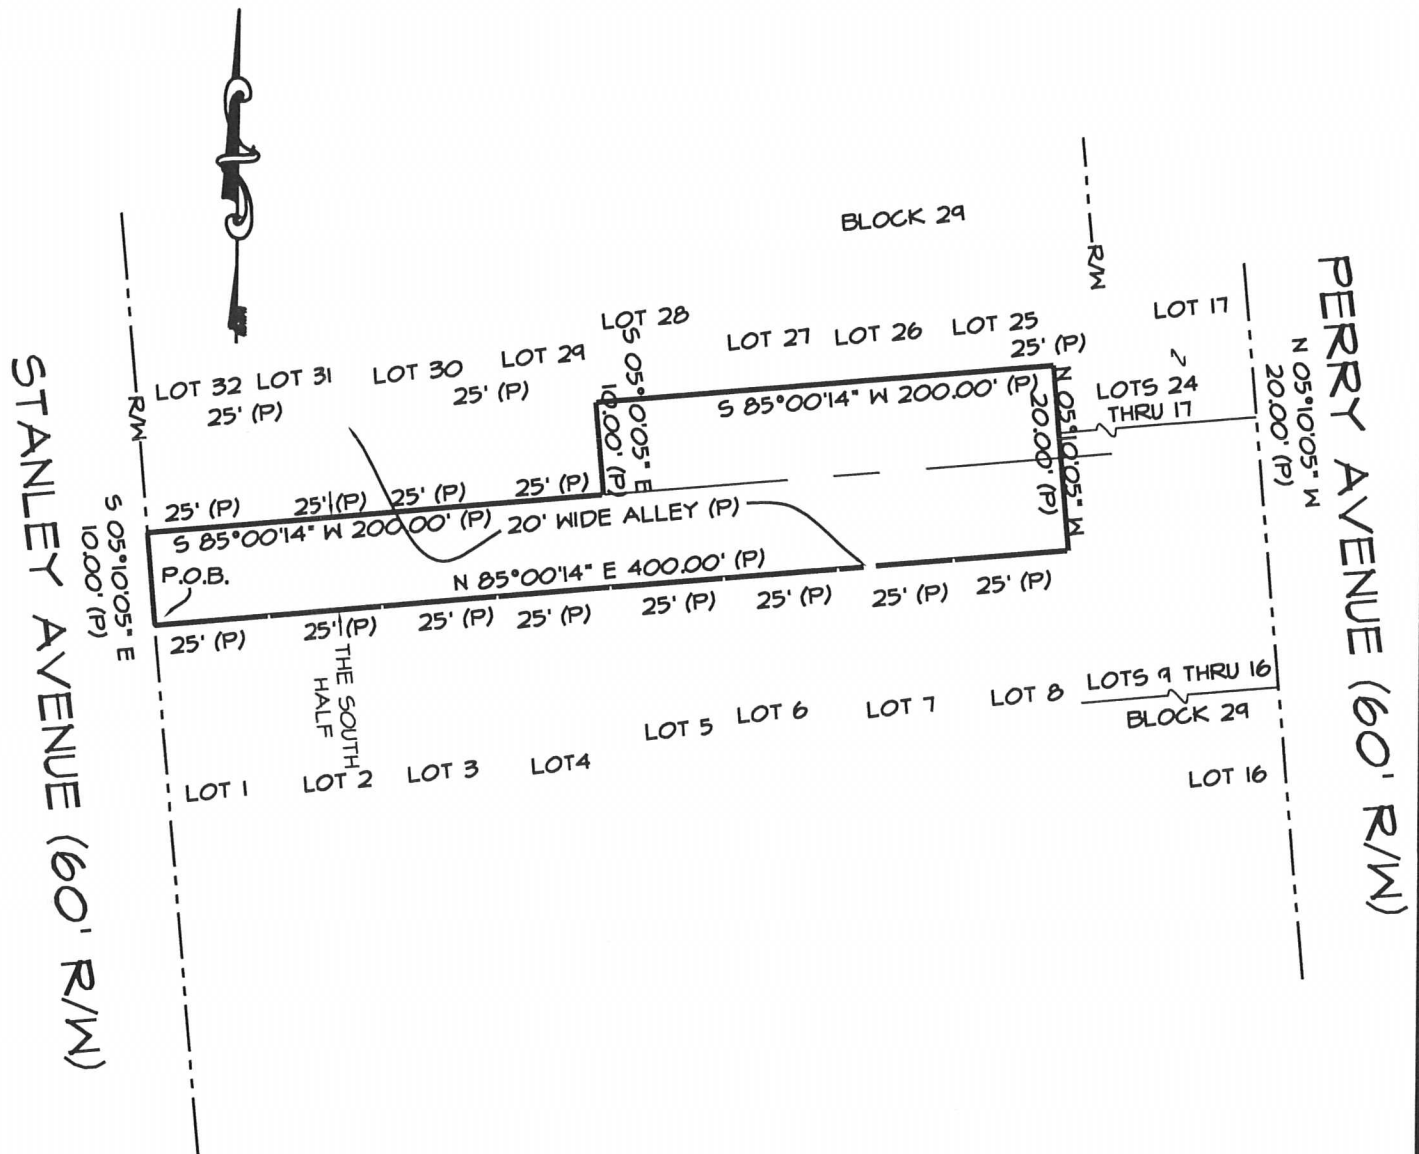 BLOCK 29
R/W
LOT 17
PERRY AVENUE (60' R/W)
N 05°10'05" W
20.00' (P)
LOT 28
LOT 27
LOT 26
LOT 25
25' (P)
LOT 32
LOT 31
LOT 30
LOT 29
25' (P)
25' (P)
R/W
STANLEY AVENUE (60' R/W)
S 05°10'05" E
10.00' (P)
S 05°10'05" E
10.00' (P)
S 85°00'14" W 200.00' (P)
N 05°10'05" W
20.00' (P)
LOTS 24
THRU 17
25' (P)
25' (P)
25' (P)
25' (P)
S 85°00'14" W 200.00' (P)
20' WIDE ALLEY (P)
P.O.B.
N 85°00'14" E 400.00' (P)
25' (P)
25' (P)
25' (P)
25' (P)
25' (P)
25' (P)
25' (P)
25' (P)
THE SOUTH
HALF
LOT 1
LOT 2
LOT 3
LOT4
LOT 5
LOT 6
LOT 7
LOT 8
LOTS 9 THRU 16
BLOCK 29
LOT 16